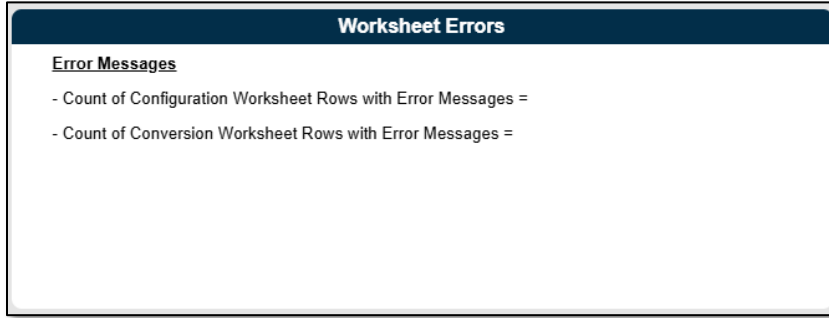 Worksheet Errors
Error Messages
- Count of Configuration Worksheet Rows with Error Messages =
- Count of Conversion Worksheet Rows with Error Messages =